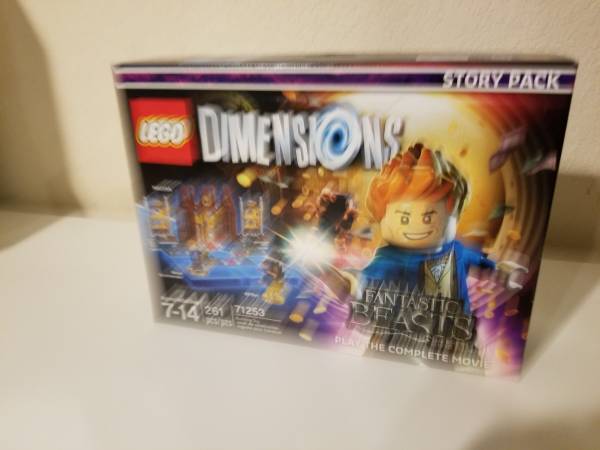 STORY PACK
LEGO
DIMENSIONS
7-14
261
71253
FANTASTIC
BEASTS
PLAY THE COMPLETE MOVIE